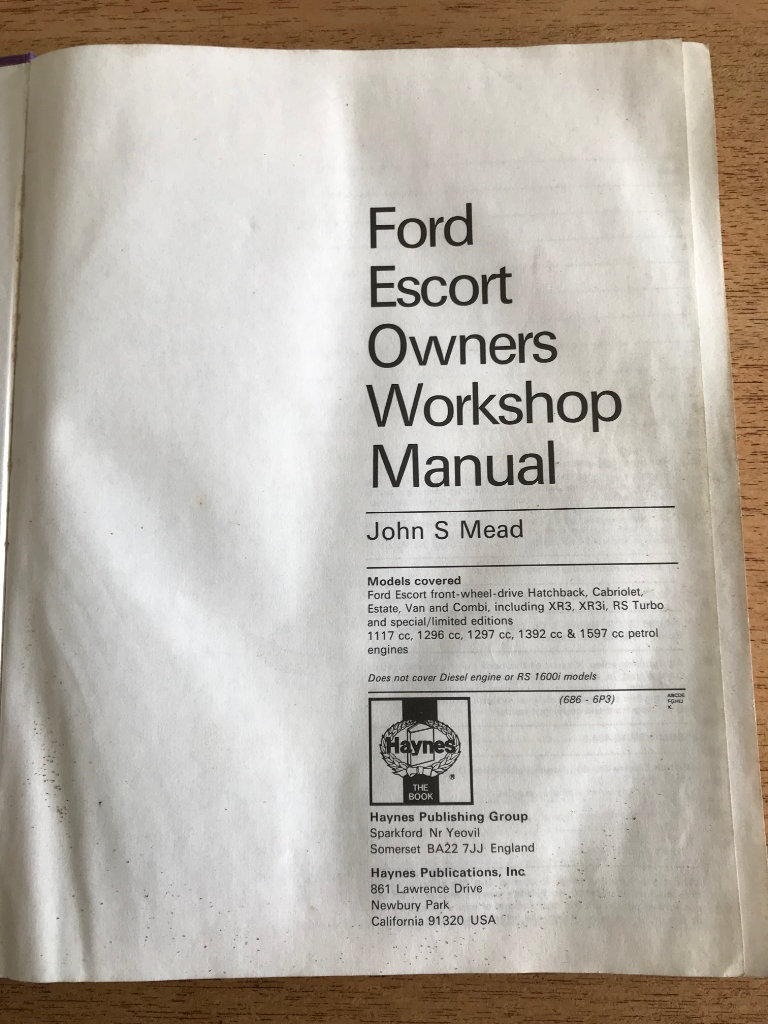 Ford
Escort
Owners
Workshop
Manual
John S Mead
Models covered
Ford Escort front-wheel-drive Hatchback, Cabriolet,
Estate, Van and Combi, including XR3, XR3i, RS Turbo
and special/limited editions
1117 cc, 1296 cc, 1297 cc, 1392 cc & 1597 cc petrol
engines
Does not cover Diesel engine or RS 1600i models
(686 - 6P3)
ABCDE
FGHIJ
K
Haynes
®
THE
BOOK
Haynes Publishing Group
Sparkford Nr Yeovil
Somerset BA22 7JJ England
Haynes Publications, Inc
861 Lawrence Drive
Newbury Park
California 91320 USA